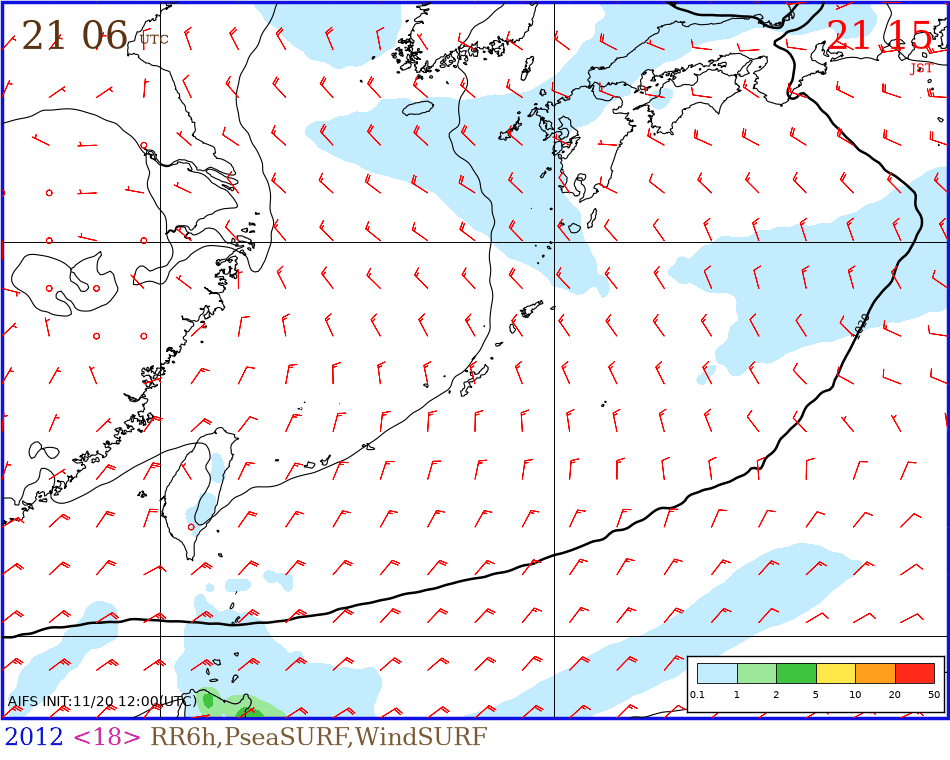 21 06 UTC
21 15
JST
1020
AIFS INIT:11/20 12:00(UTC)
0.1 1 2 5 10 20 50
2012 <18> RR6h,PseaSURF,WindSURF